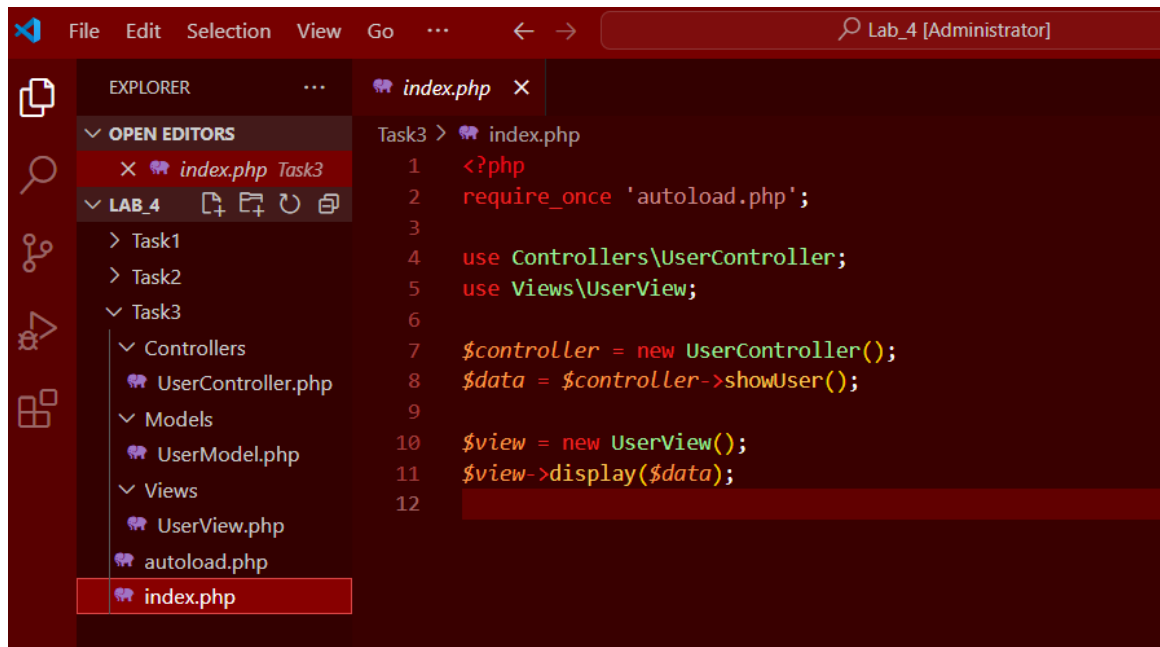 File Edit Selection View Go ··· Lab_4 [Administrator]
EXPLORER ···
OPEN EDITORS
index.php Task3
LAB_4
Task1
Task2
Task3
Controllers
UserController.php
Models
UserModel.php
Views
UserView.php
autoload.php
index.php
index.php
Task3 > index.php
1 <?php
2 require_once 'autoload.php';
3
4 use Controllers\UserController;
5 use Views\UserView;
6
7 $controller = new UserController();
8 $data = $controller->showUser();
9
10 $view = new UserView();
11 $view->display($data);
12